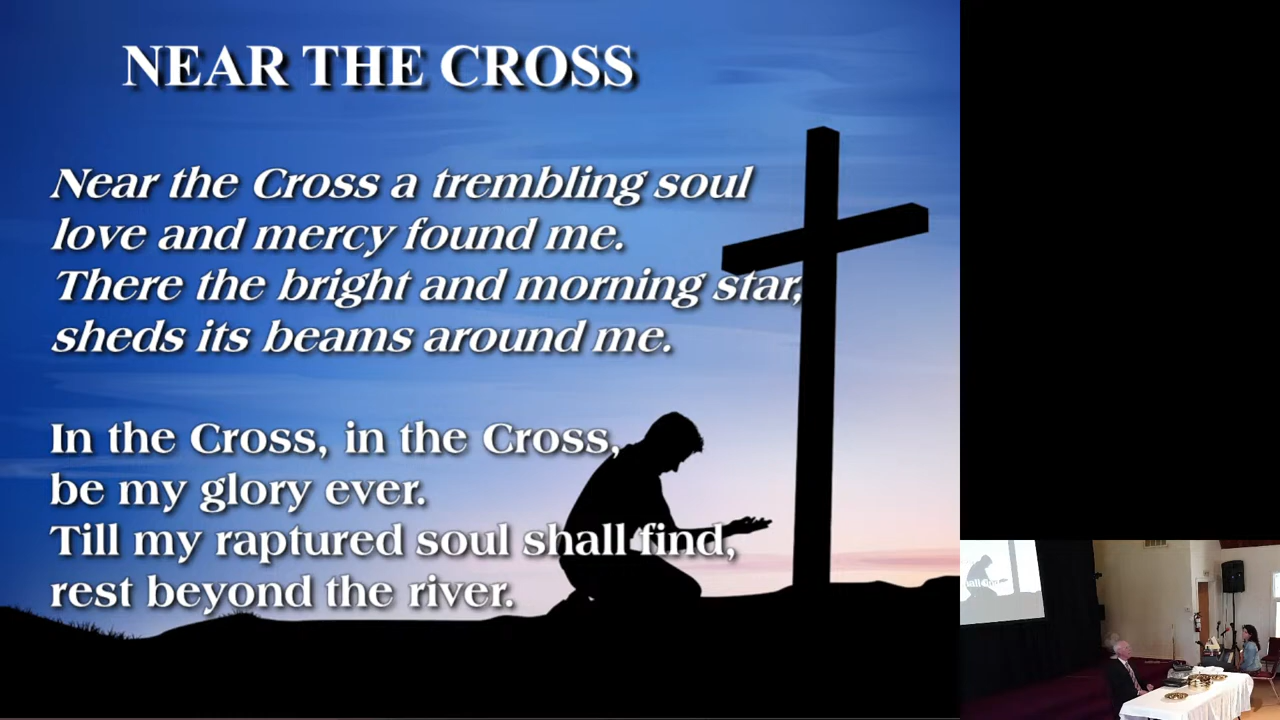 NEAR THE CROSS
Near the Cross a trembling soul
love and mercy found me.
There the bright and morning star,
sheds its beams around me.
In the Cross, in the Cross,
be my glory ever.
Till my raptured soul shall find,
rest beyond the river.